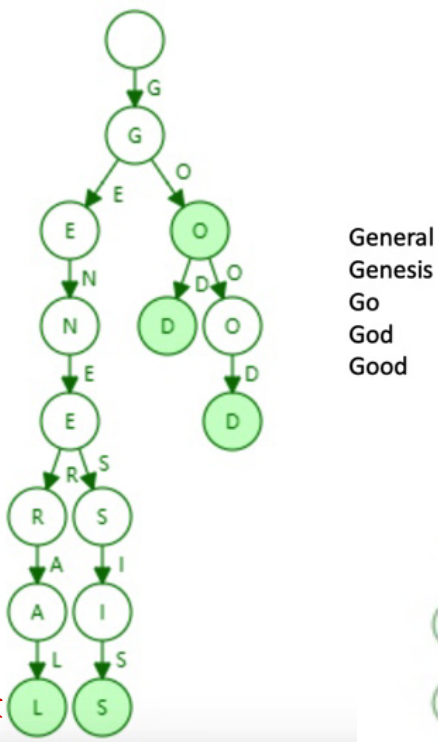 G
G
E O
E O
N D O
N D O
E D
E D
R S
R S
A I
A I
L S
L S
General
Genesis
Go
God
Good